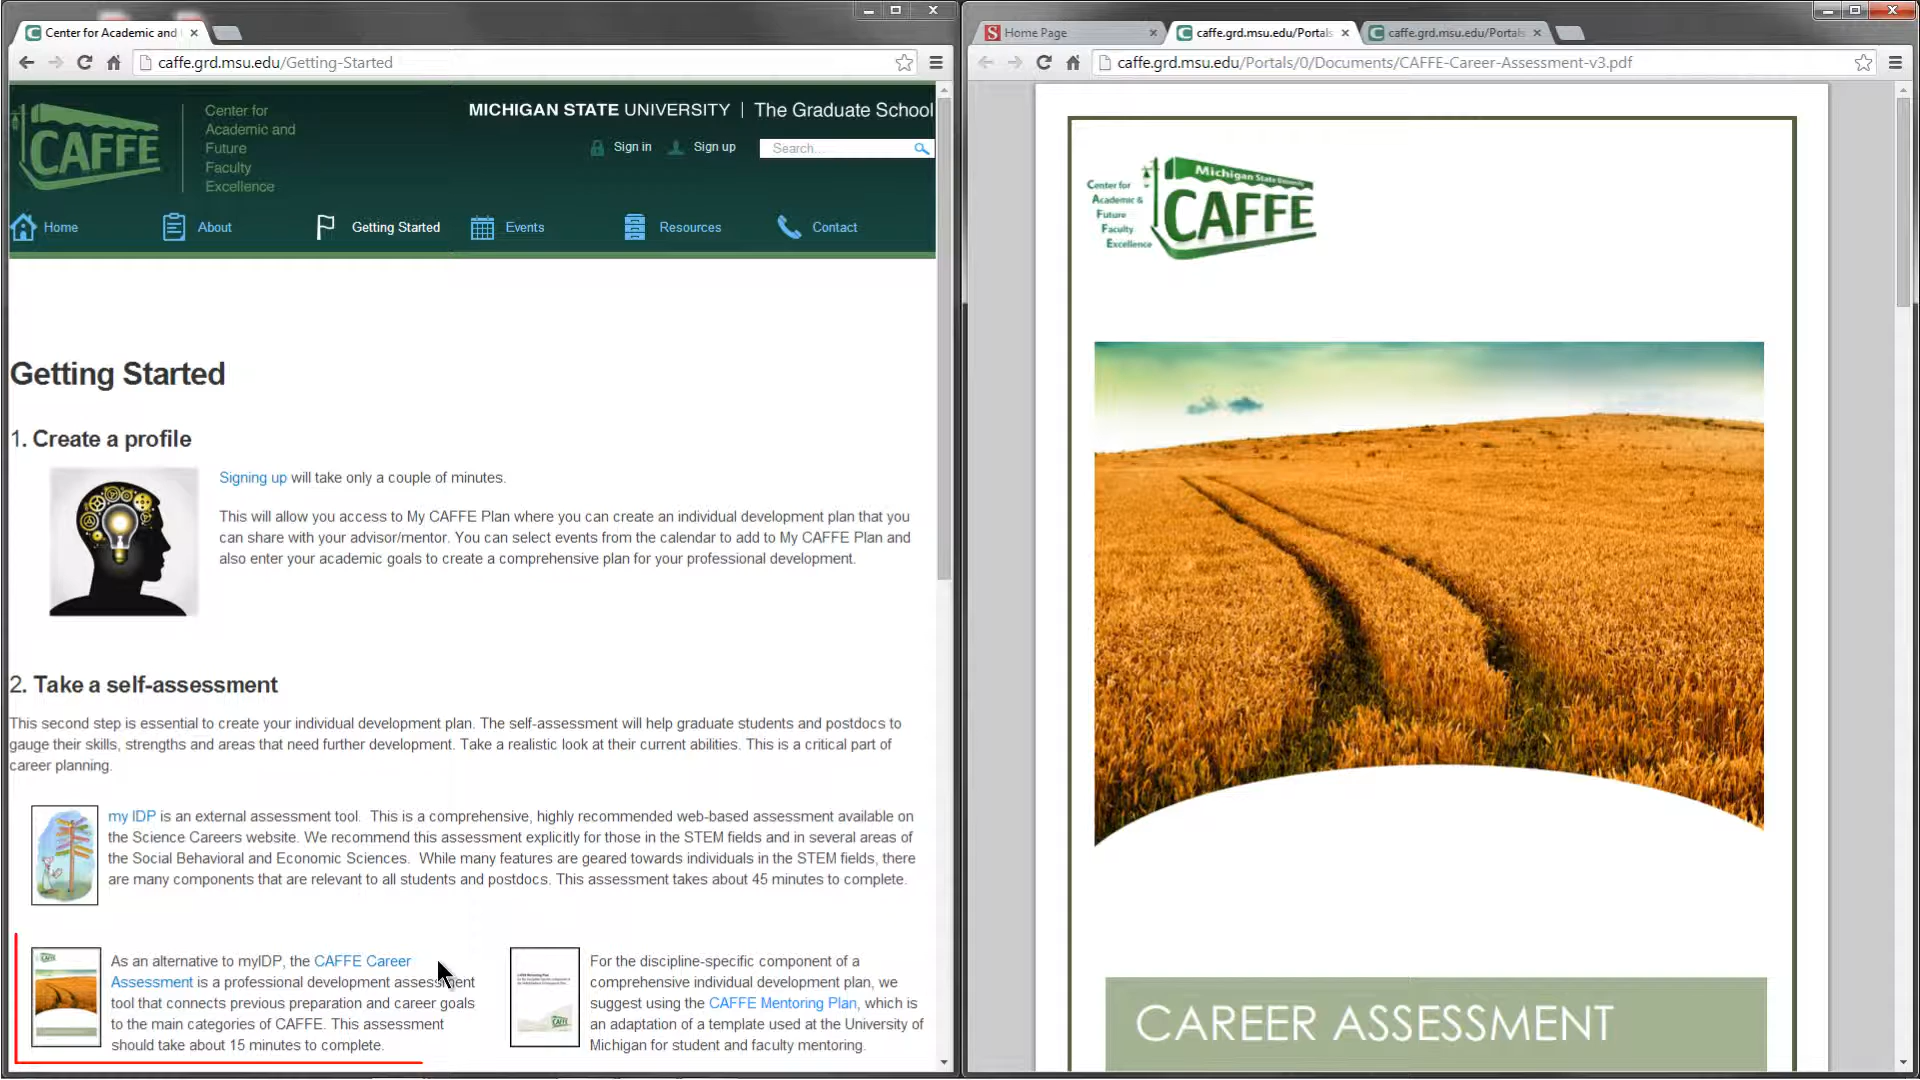 Center for Academic and
caffe.grd.msu.edu/Getting-Started
CAFFE
Center for
Academic and
Future
Faculty
Excellence
MICHIGAN STATE UNIVERSITY | The Graduate School
Sign in
Sign up
Search...
Home
About
Getting Started
Events
Resources
Contact
Getting Started
1. Create a profile
Signing up will take only a couple of minutes.
This will allow you access to My CAFFE Plan where you can create an individual development plan that you
can share with your advisor/mentor. You can select events from the calendar to add to My CAFFE Plan and
also enter your academic goals to create a comprehensive plan for your professional development.
2. Take a self-assessment
This second step is essential to create your individual development plan. The self-assessment will help graduate students and postdocs to
gauge their skills, strengths and areas that need further development. Take a realistic look at their current abilities. This is a critical part of
career planning.
my IDP is an external assessment tool. This is a comprehensive, highly recommended web-based assessment available on
the Science Careers website. We recommend this assessment explicitly for those in the STEM fields and in several areas of
the Social Behavioral and Economic Sciences. While many features are geared towards individuals in the STEM fields, there
are many components that are relevant to all students and postdocs. This assessment takes about 45 minutes to complete.
As an alternative to myIDP, the CAFFE Career
Assessment is a professional development assessment
tool that connects previous preparation and career goals
to the main categories of CAFFE. This assessment
should take about 15 minutes to complete.
For the discipline-specific component of a
comprehensive individual development plan, we
suggest using the CAFFE Mentoring Plan, which is
an adaptation of a template used at the University of
Michigan for student and faculty mentoring.
Home Page
caffe.grd.msu.edu/Portals
caffe.grd.msu.edu/Portals
caffe.grd.msu.edu/Portals/0/Documents/CAFFE-Career-Assessment-v3.pdf
Center for
Academic &
Future
Faculty
Excellence
Michigan State University
CAFFE
CAREER ASSESSMENT